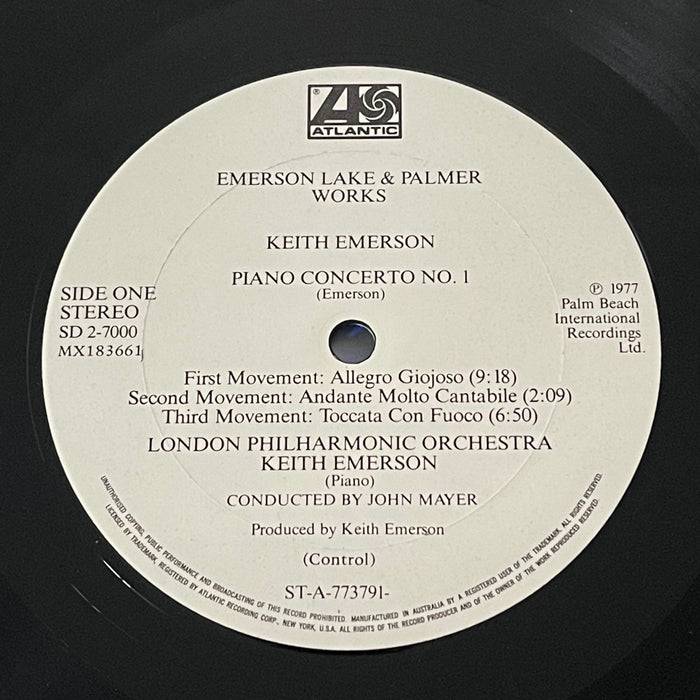 ®
ATLANTIC
EMERSON LAKE & PALMER
WORKS
KEITH EMERSON
PIANO CONCERTO NO. 1
(Emerson)
SIDE ONE
STEREO
SD 2-7000
MX183661
℗ 1977
Palm Beach
International
Recordings
Ltd.
First Movement: Allegro Giojoso (9:18)
Second Movement: Andante Molto Cantabile (2:09)
Third Movement: Toccata Con Fuoco (6:50)
LONDON PHILHARMONIC ORCHESTRA
KEITH EMERSON
(Piano)
CONDUCTED BY JOHN MAYER
Produced by Keith Emerson
(Control)
ST-A-773791-
UNAUTHORISED COPYING, PUBLIC PERFORMANCE AND BROADCASTING OF THIS RECORD PROHIBITED. MANUFACTURED IN AUSTRALIA BY A REGISTERED USER OF THE TRADEMARK. ALL RIGHTS RESERVED.
LICENSED BY TRADEMARK, REGISTERED BY ATLANTIC RECORDING CORP., NEW YORK, U.S.A. ALL RIGHTS OF THE RECORD PRODUCER AND OF THE OWNER OF THE WORK REPRODUCED RESERVED.